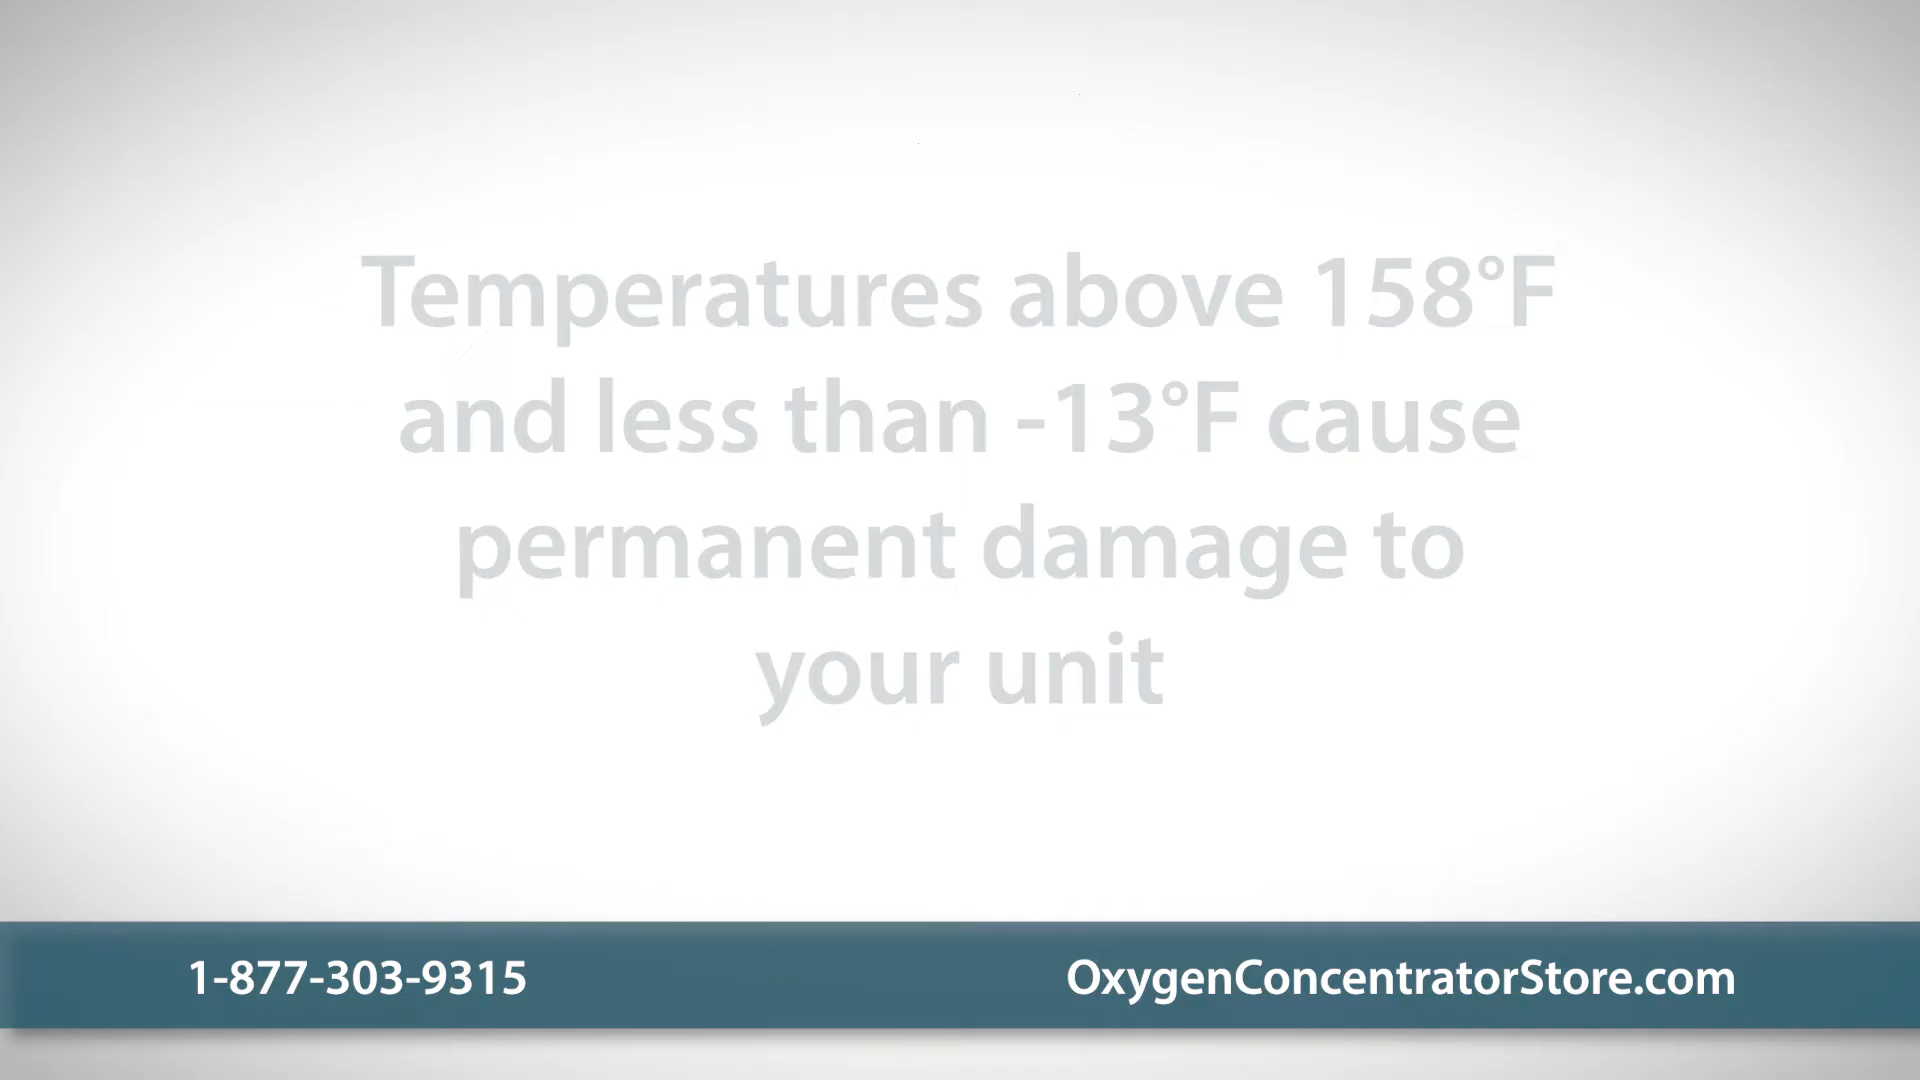 Temperatures above 158°F
and less than -13°F cause
permanent damage to
your unit
1-877-303-9315
OxygenConcentratorStore.com